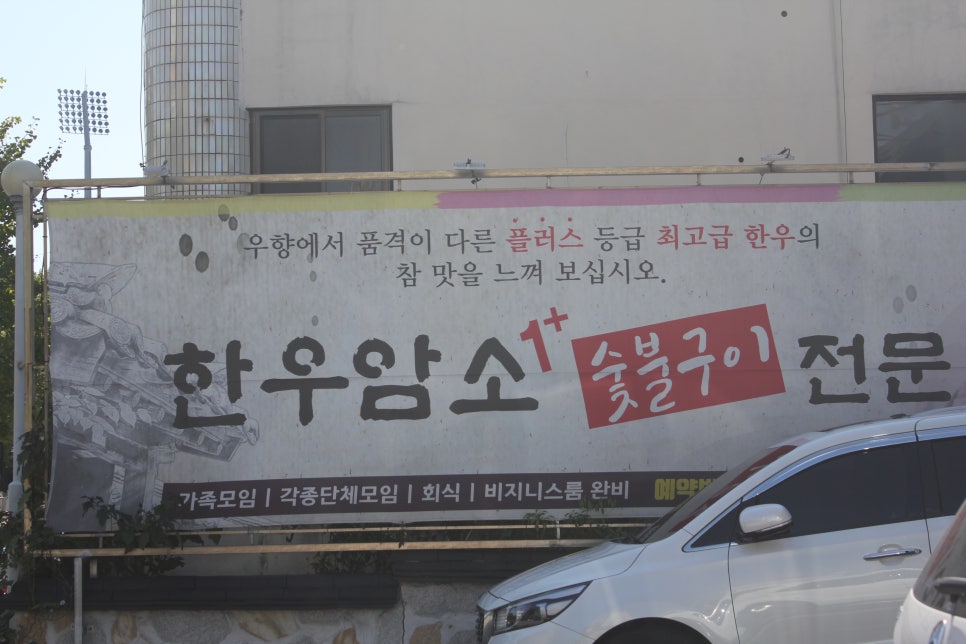 우향에서 품격이 다른 플러스 등급 최고급 한우의
참 맛을 느껴 보십시오.
한우암소 1+ 숯불구이 전문
가족모임 | 각종단체모임 | 회식 | 비지니스룸 완비